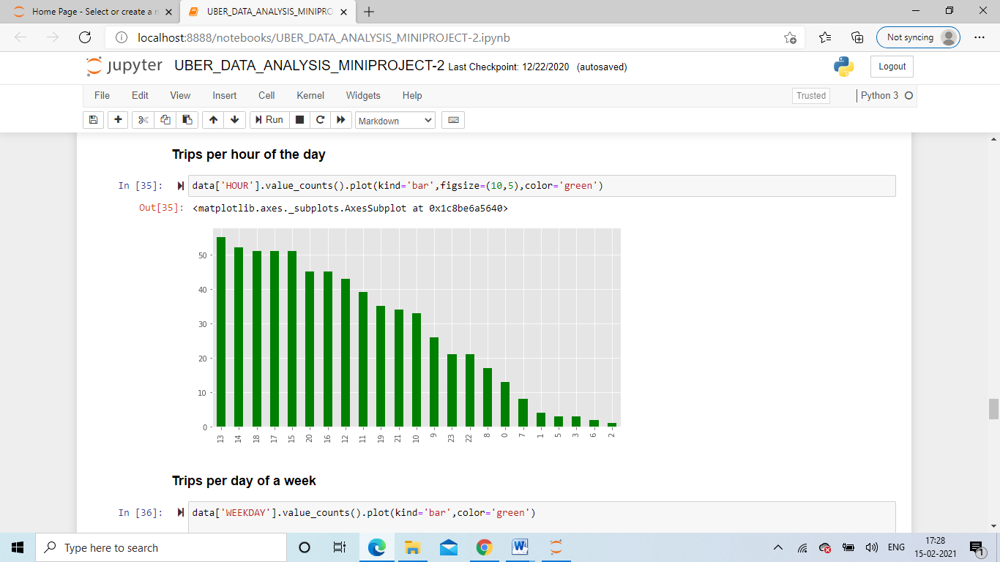 Home Page - Select or create a n
UBER_DATA_ANALYSIS_MINIPRO
localhost:8888/notebooks/UBER_DATA_ANALYSIS_MINIPROJECT-2.ipynb
Not syncing
jupyter UBER_DATA_ANALYSIS_MINIPROJECT-2 Last Checkpoint: 12/22/2020 (autosaved)
Logout
File Edit View Insert Cell Kernel Widgets Help
Trusted
Python 3
Run
Markdown
Trips per hour of the day
In [35]: data['HOUR'].value_counts().plot(kind='bar',figsize=(10,5),color='green')
Out[35]: <matplotlib.axes._subplots.AxesSubplot at 0x1c8be6a5640>
50
40
30
20
10
0
13 14 18 17 15 20 16 12 11 19 21 10 9 23 22 8 0 7 1 5 3 6 2
Trips per day of a week
In [36]: data['WEEKDAY'].value_counts().plot(kind='bar',color='green')
Type here to search
ENG
17:28
15-02-2021
1